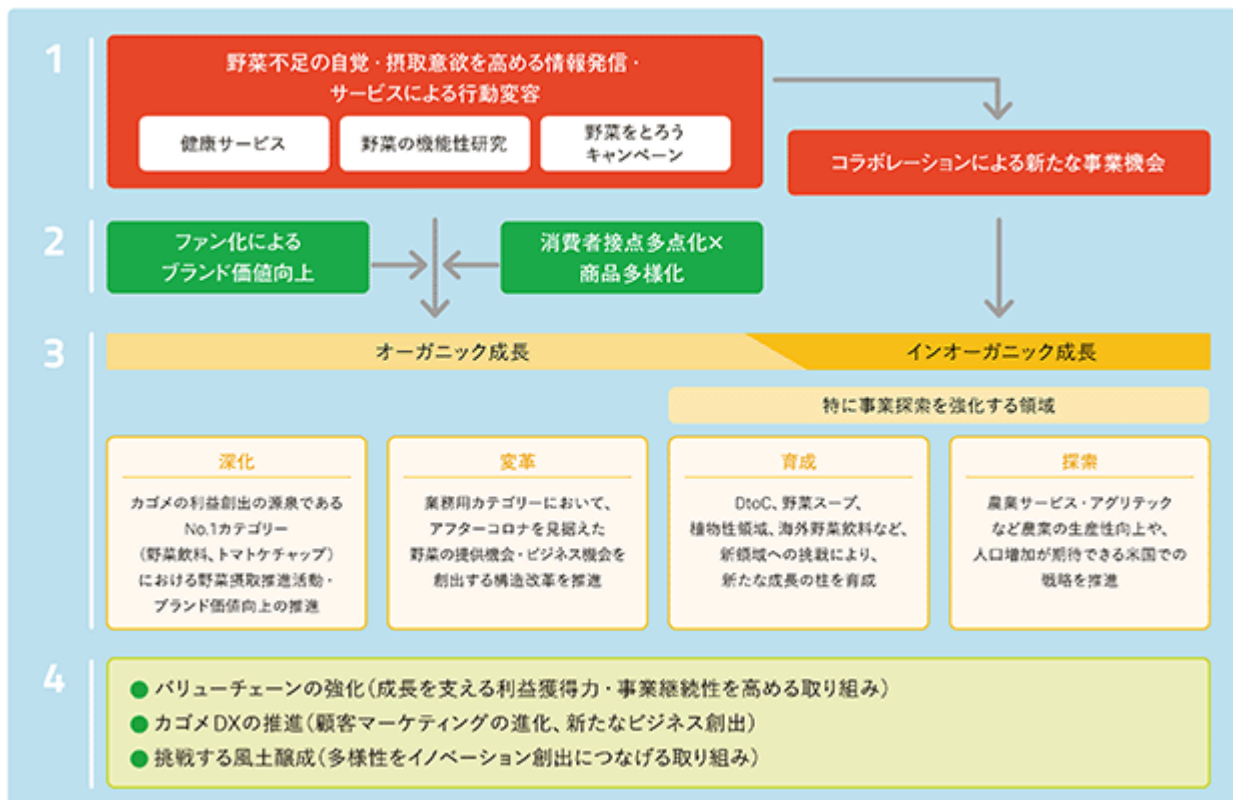 1
野菜不足の自覚・摂取意欲を高める情報発信・
サービスによる行動変容
健康サービス
野菜の機能性研究
野菜をとろう
キャンペーン
コラボレーションによる新たな事業機会
2
ファン化による
ブランド価値向上
消費者接点多点化×
商品多様化
3
オーガニック成長
インオーガニック成長
特に事業探索を強化する領域
深化
カゴメの利益創出の源泉である
No.1カテゴリー
(野菜飲料、トマトケチャップ)
における野菜摂取推進活動・
ブランド価値向上の推進
変革
業務用カテゴリーにおいて、
アフターコロナを見据えた
野菜の提供機会・ビジネス機会を
創出する構造改革を推進
育成
DtoC、野菜スープ、
植物性領域、海外野菜飲料など、
新領域への挑戦により、
新たな成長の柱を育成
探索
農業サービス・アグリテック
など農業の生産性向上や、
人口増加が期待できる米国での
戦略を推進
4
● バリューチェーンの強化(成長を支える利益獲得力・事業継続性を高める取り組み)
● カゴメDXの推進(顧客マーケティングの進化、新たなビジネス創出)
● 挑戦する風土醸成(多様性をイノベーション創出につなげる取り組み)